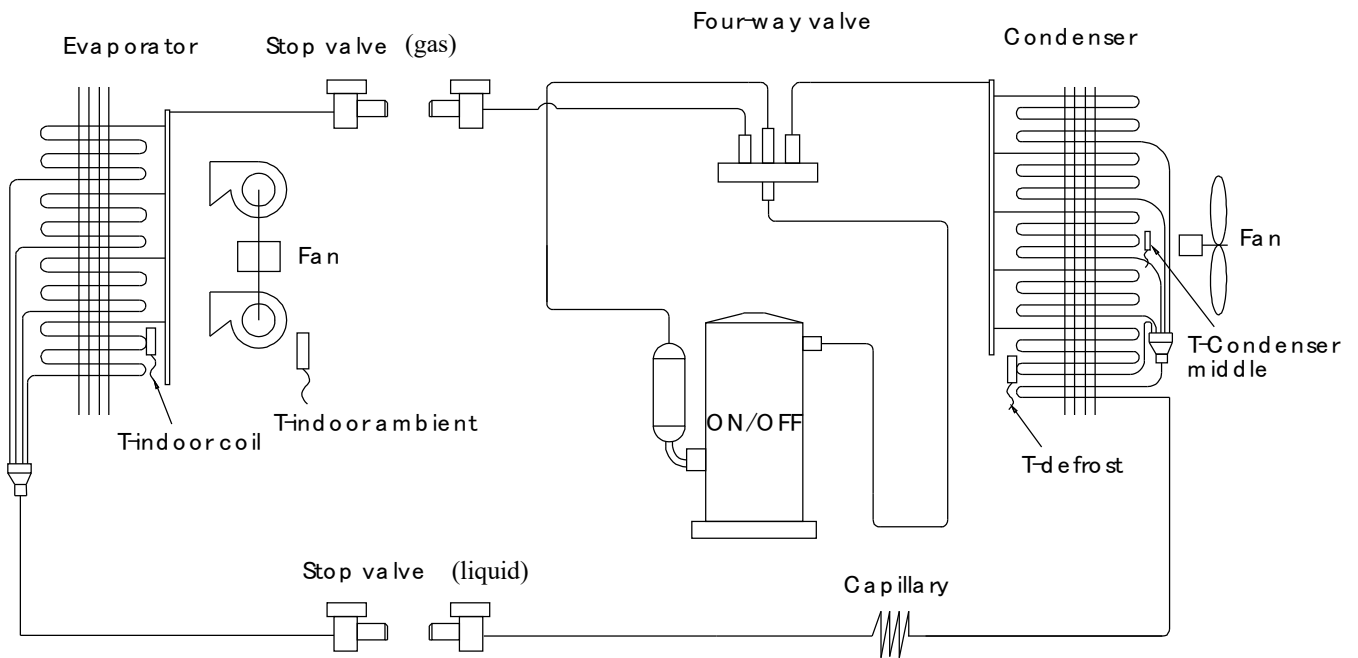 Four-way valve
Evaporator
Stop valve (gas)
Condenser
Fan
Fan
T-Condenser
middle
T-indoor ambient
ON/OFF
T-indoor coil
T-defrost
Stop valve (liquid)
Capillary